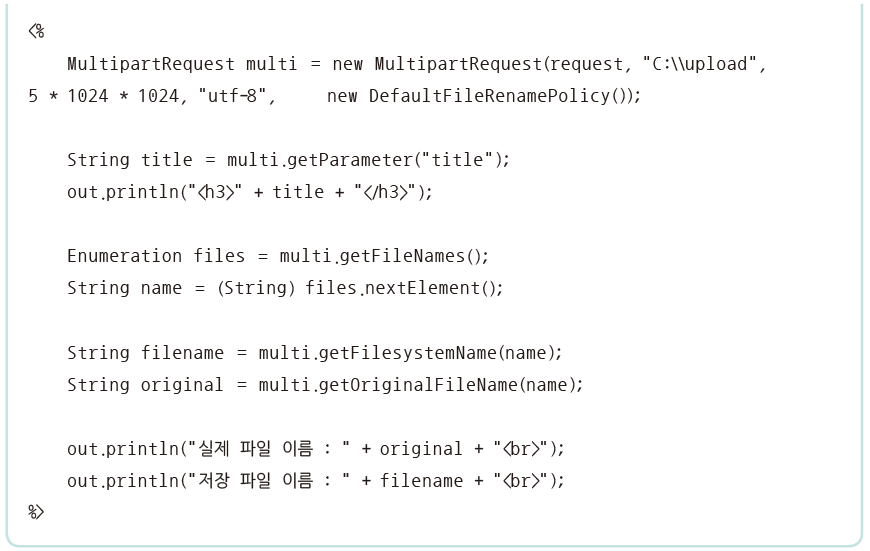 <%
MultipartRequest multi = new MultipartRequest(request, "C:\\upload",
5 * 1024 * 1024, "utf-8", new DefaultFileRenamePolicy());
String title = multi.getParameter("title");
out.println("<h3>" + title + "</h3>");
Enumeration files = multi.getFileNames();
String name = (String) files.nextElement();
String filename = multi.getFilesystemName(name);
String original = multi.getOriginalFileName(name);
out.println("실제 파일 이름 : " + original + "<br>");
out.println("저장 파일 이름 : " + filename + "<br>");
%>